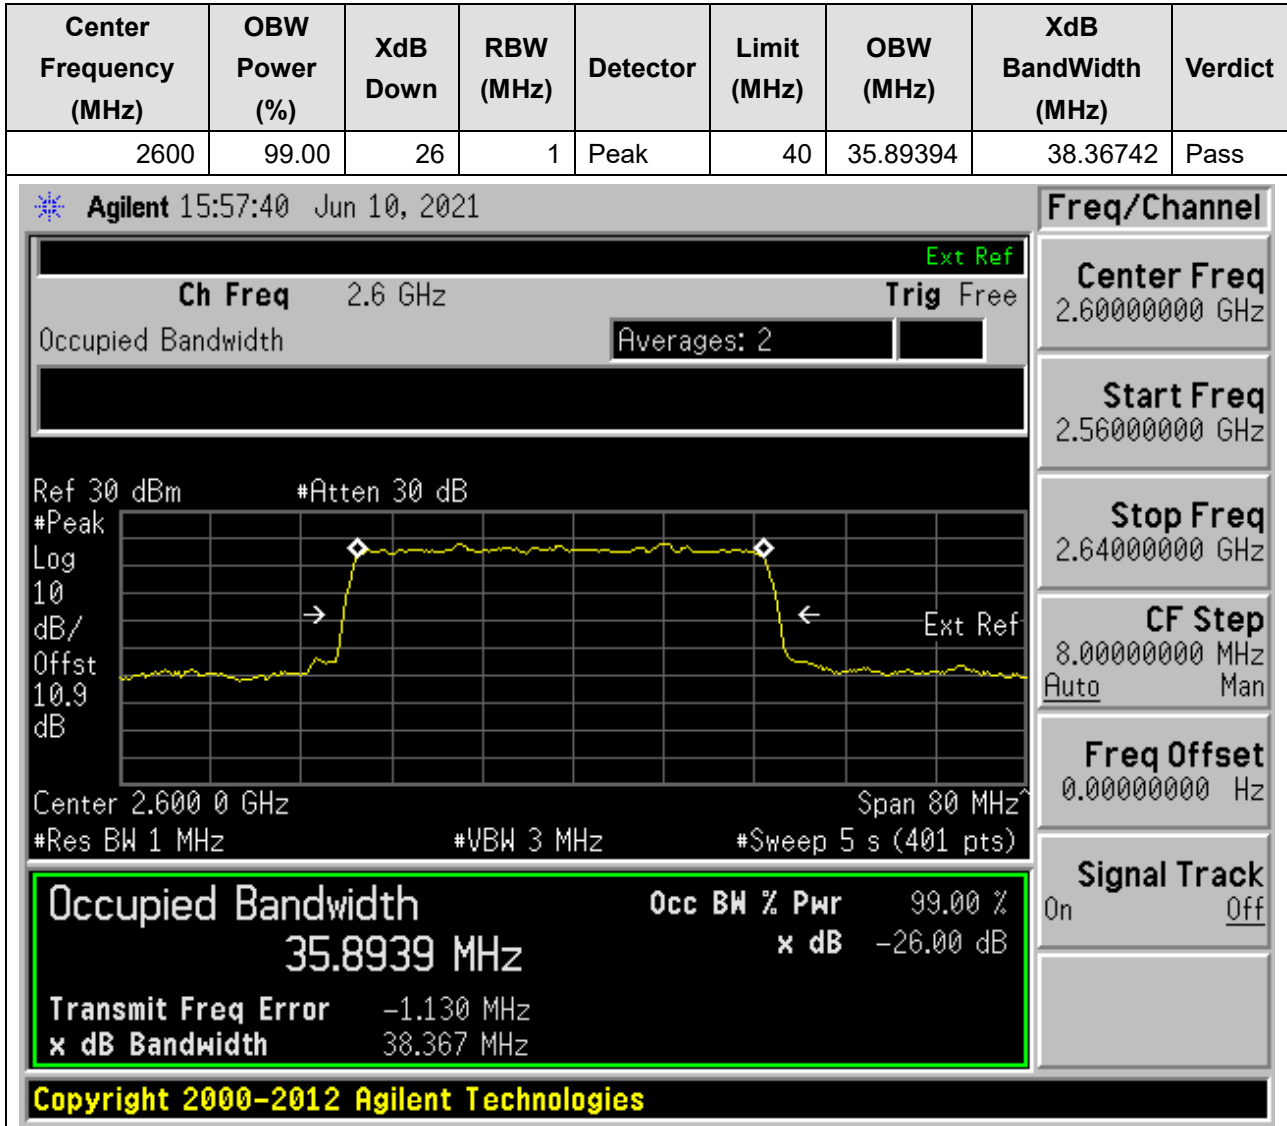 Center Frequency (MHz) OBW Power (%) XdB Down RBW (MHz) Detector Limit (MHz) OBW (MHz) XdB BandWidth (MHz) Verdict
2600 99.00 26 1 Peak 40 35.89394 38.36742 Pass
Agilent 15:57:40 Jun 10, 2021
Freq/Channel
Ext Ref
Ch Freq 2.6 GHz Trig Free
Occupied Bandwidth Averages: 2
Center Freq
2.60000000 GHz
Start Freq
2.56000000 GHz
Stop Freq
2.64000000 GHz
CF Step
8.00000000 MHz
Auto Man
Freq Offset
0.00000000 Hz
Signal Track
On Off
Ref 30 dBm #Atten 30 dB
#Peak
Log
10
dB/
Offst
10.9
dB
Ext Ref
Center 2.600 0 GHz Span 80 MHz^
#Res BW 1 MHz #VBW 3 MHz #Sweep 5 s (401 pts)
Occupied Bandwidth Occ BW % Pwr 99.00 %
35.8939 MHz x dB -26.00 dB
Transmit Freq Error -1.130 MHz
x dB Bandwidth 38.367 MHz
Copyright 2000-2012 Agilent Technologies